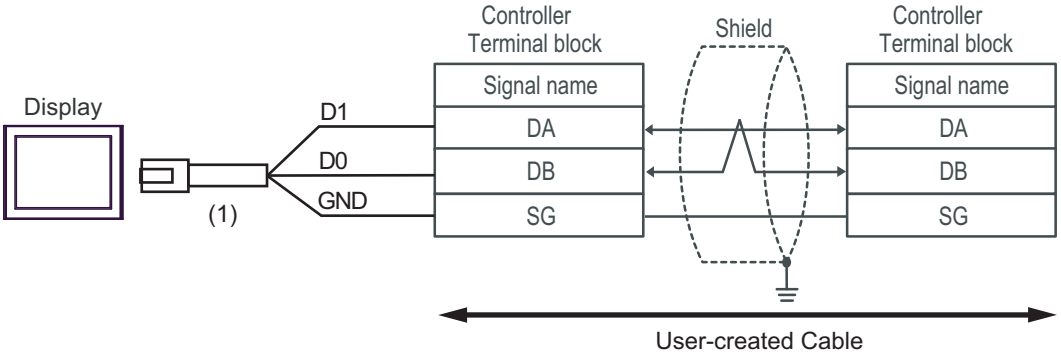 Display
(1)
D1
D0
GND
Controller
Terminal block
Signal name
DA
DB
SG
Shield
Controller
Terminal block
Signal name
DA
DB
SG
User-created Cable